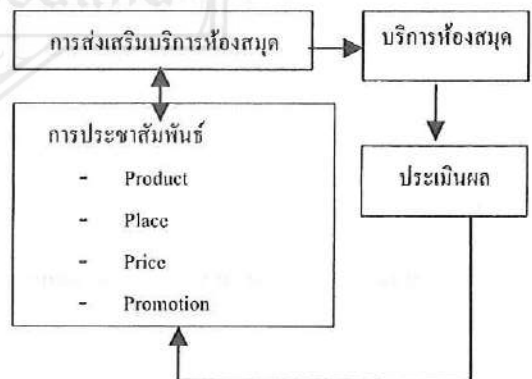 การส่งเสริมบริการห้องสมุด
บริการห้องสมุด
การประชาสัมพันธ์
- Product
- Place
- Price
- Promotion
ประเมินผล